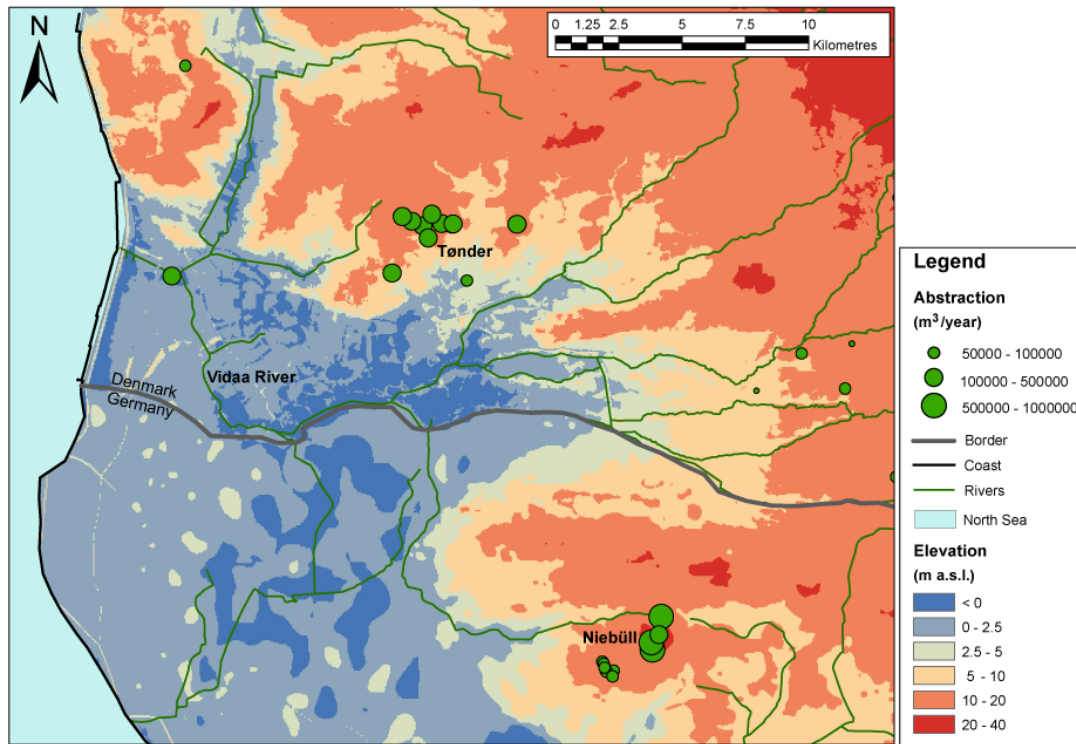 N
0 1.25 2.5 5 7.5 10
Kilometres
Tønder
Vidaa River
Denmark
Germany
Niebüll
Legend
Abstraction
(m³/year)
50000 - 100000
100000 - 500000
500000 - 1000000
Border
Coast
Rivers
North Sea
Elevation
(m a.s.l.)
< 0
0 - 2.5
2.5 - 5
5 - 10
10 - 20
20 - 40